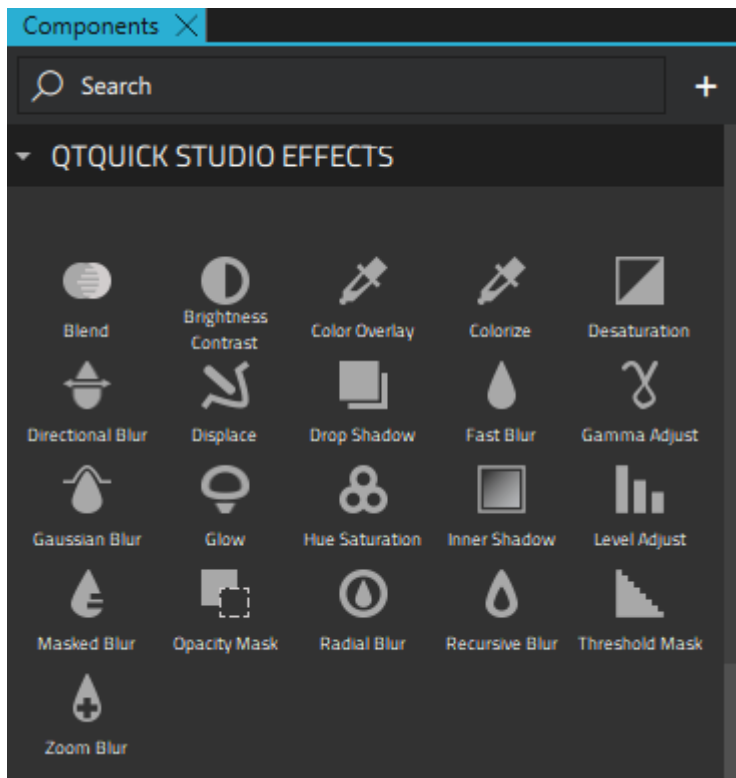 Components
Search
QTQUICK STUDIO EFFECTS
Blend
Brightness
Contrast
Color Overlay
Colorize
Desaturation
Directional Blur
Displace
Drop Shadow
Fast Blur
Gamma Adjust
Gaussian Blur
Glow
Hue Saturation
Inner Shadow
Level Adjust
Masked Blur
Opacity Mask
Radial Blur
Recursive Blur
Threshold Mask
Zoom Blur